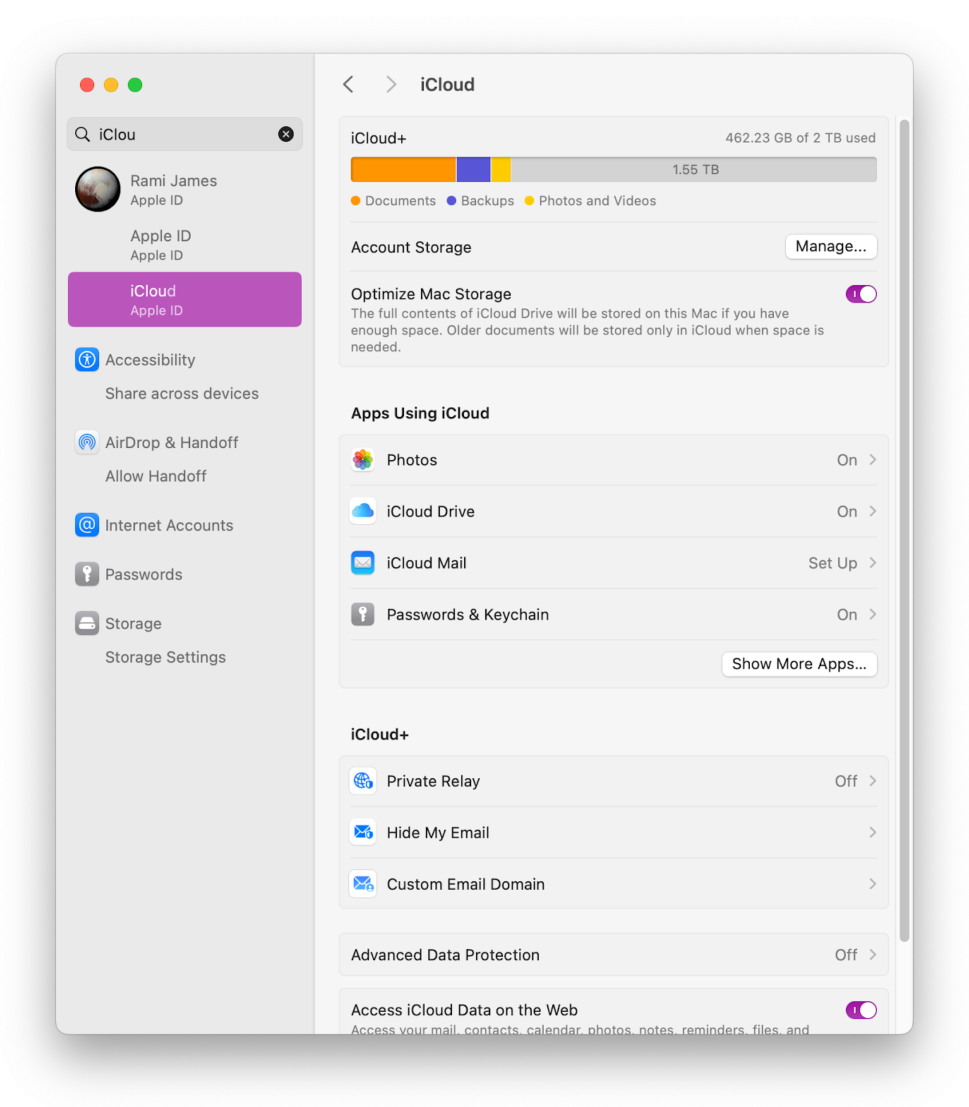 iCloud
iClou
Rami James
Apple ID
Apple ID
Apple ID
iCloud
Apple ID
Accessibility
Share across devices
AirDrop & Handoff
Allow Handoff
Internet Accounts
Passwords
Storage
Storage Settings
iCloud+ 462.23 GB of 2 TB used
1.55 TB
Documents Backups Photos and Videos
Account Storage Manage...
Optimize Mac Storage
The full contents of iCloud Drive will be stored on this Mac if you have
enough space. Older documents will be stored only in iCloud when space is
needed.
Apps Using iCloud
Photos On
iCloud Drive On
iCloud Mail Set Up
Passwords & Keychain On
Show More Apps...
iCloud+
Private Relay Off
Hide My Email
Custom Email Domain
Advanced Data Protection Off
Access iCloud Data on the Web
Access your mail, contacts, calendar, photos, notes, reminders, files, and